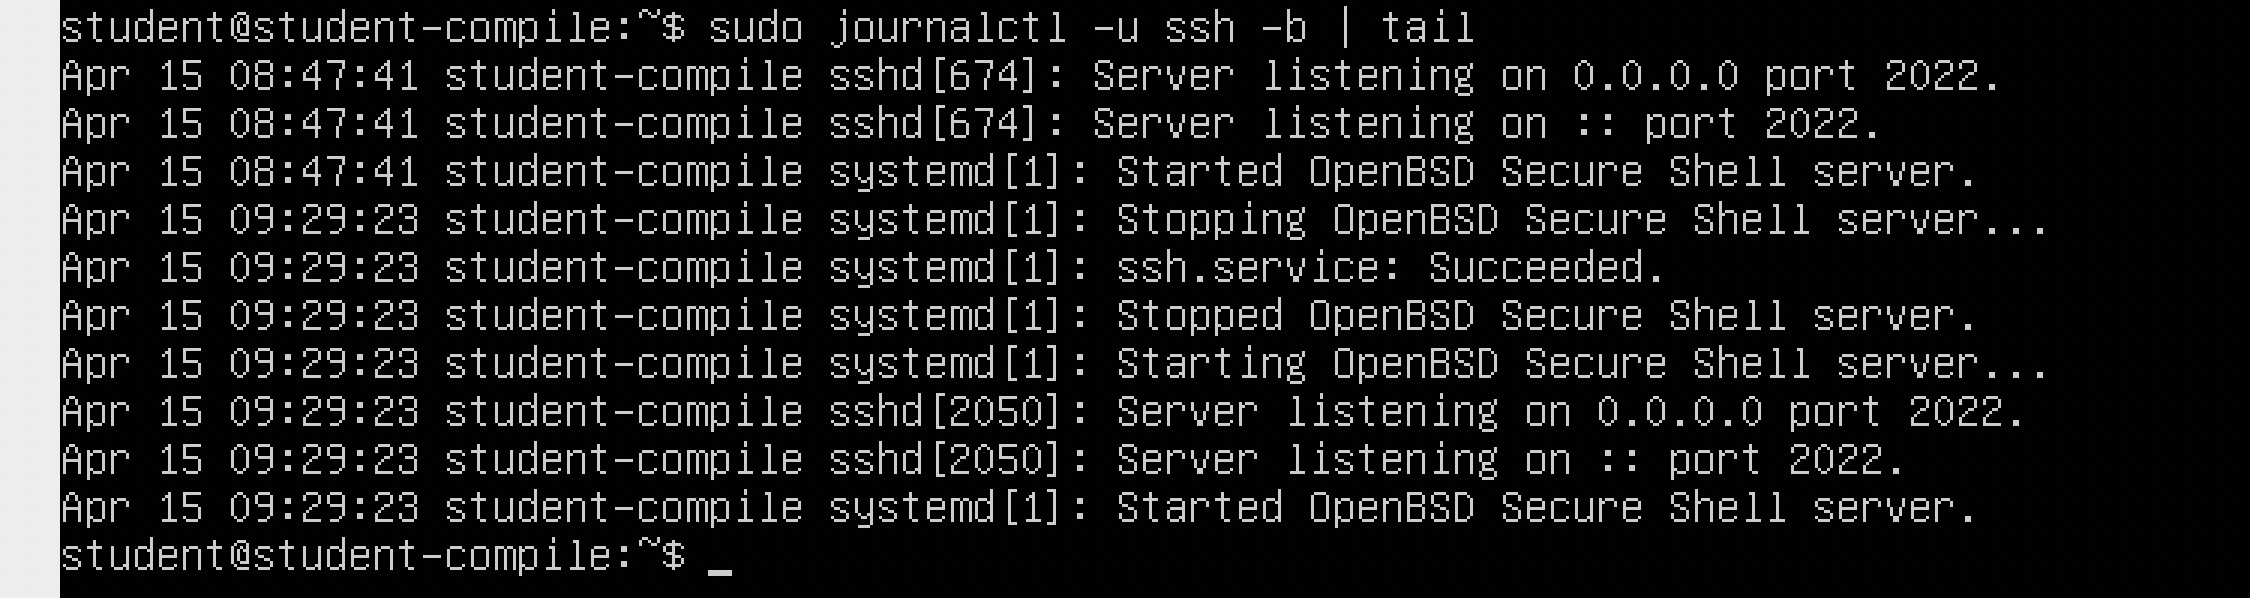 student@student-compile:~$ sudo journalctl -u ssh -b | tail
Apr 15 08:47:41 student-compile sshd[674]: Server listening on 0.0.0.0 port 2022.
Apr 15 08:47:41 student-compile sshd[674]: Server listening on :: port 2022.
Apr 15 08:47:41 student-compile systemd[1]: Started OpenBSD Secure Shell server.
Apr 15 09:29:23 student-compile systemd[1]: Stopping OpenBSD Secure Shell server...
Apr 15 09:29:23 student-compile systemd[1]: ssh.service: Succeeded.
Apr 15 09:29:23 student-compile systemd[1]: Stopped OpenBSD Secure Shell server.
Apr 15 09:29:23 student-compile systemd[1]: Starting OpenBSD Secure Shell server...
Apr 15 09:29:23 student-compile sshd[2050]: Server listening on 0.0.0.0 port 2022.
Apr 15 09:29:23 student-compile sshd[2050]: Server listening on :: port 2022.
Apr 15 09:29:23 student-compile systemd[1]: Started OpenBSD Secure Shell server.
student@student-compile:~$ _